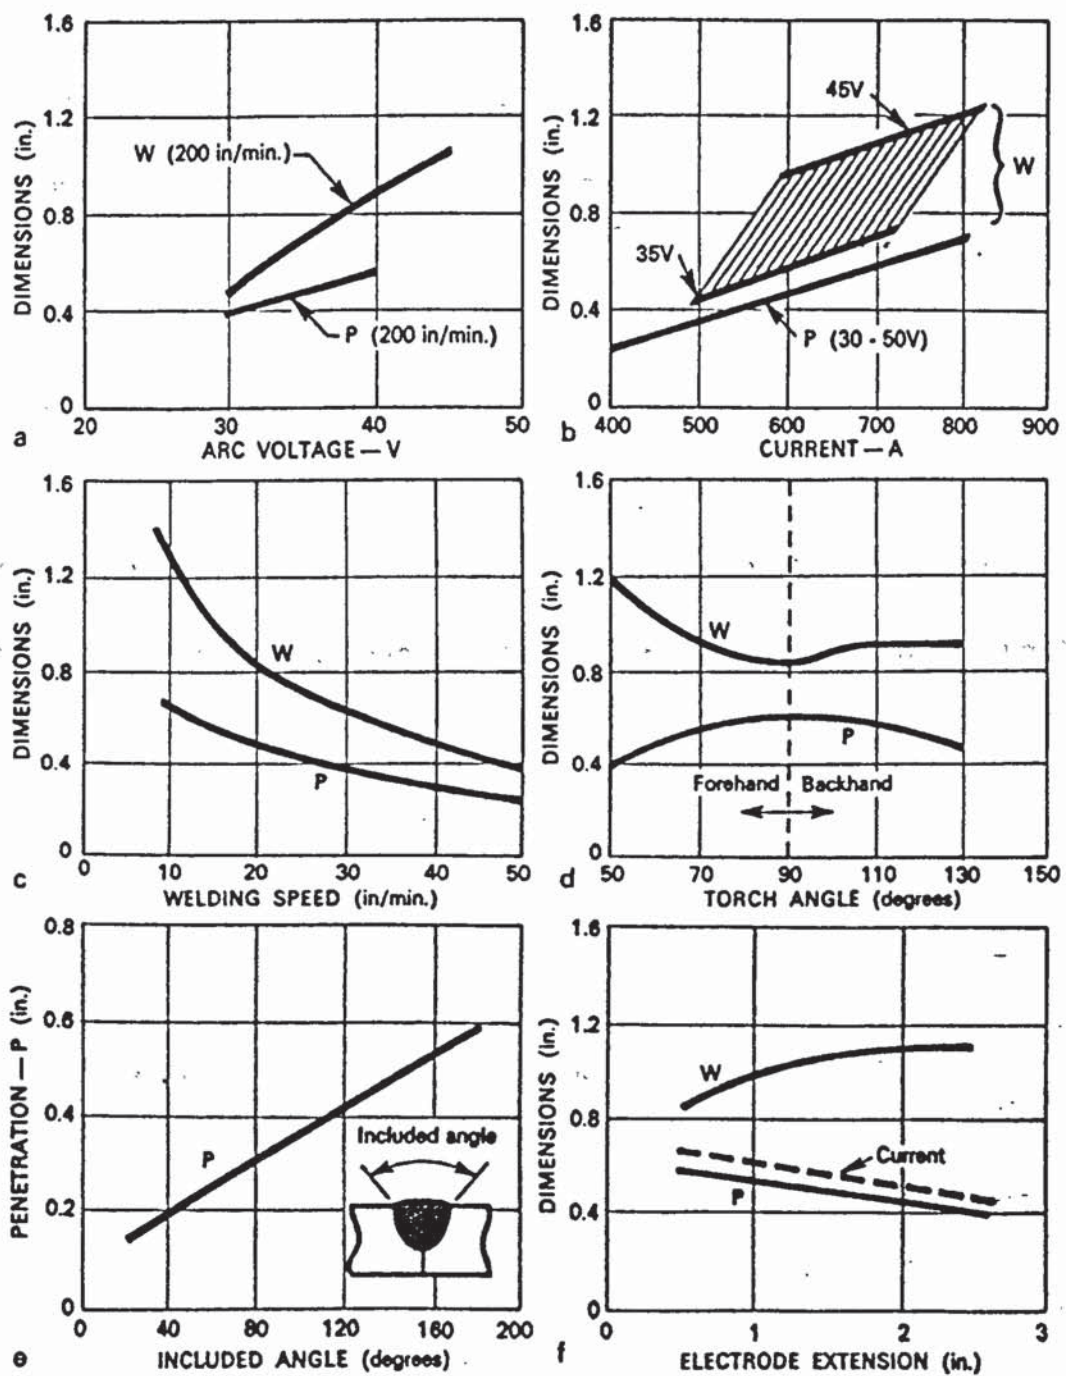 1.6
1.2
0.8
0.4
0
DIMENSIONS (in.)
W (200 in/min.)
P (200 in/min.)
20
30
40
50
a
ARC VOLTAGE — V
1.6
1.2
0.8
0.4
0
DIMENSIONS (in.)
45V
W
35V
P (30 - 50V)
400
500
600
700
800
900
b
CURRENT — A
1.6
1.2
0.8
0.4
0
DIMENSIONS (in.)
W
P
0
10
20
30
40
50
c
WELDING SPEED (in/min.)
1.6
1.2
0.8
0.4
0
DIMENSIONS (in.)
W
P
Forehand
Backhand
50
70
90
110
130
150
d
TORCH ANGLE (degrees)
0.8
0.6
0.4
0.2
0
PENETRATION — P (in.)
P
Included angle
0
40
80
120
160
200
e
INCLUDED ANGLE (degrees)
1.6
1.2
0.8
0.4
0
DIMENSIONS (in.)
W
Current
P
0
1
2
3
f
ELECTRODE EXTENSION (in.)